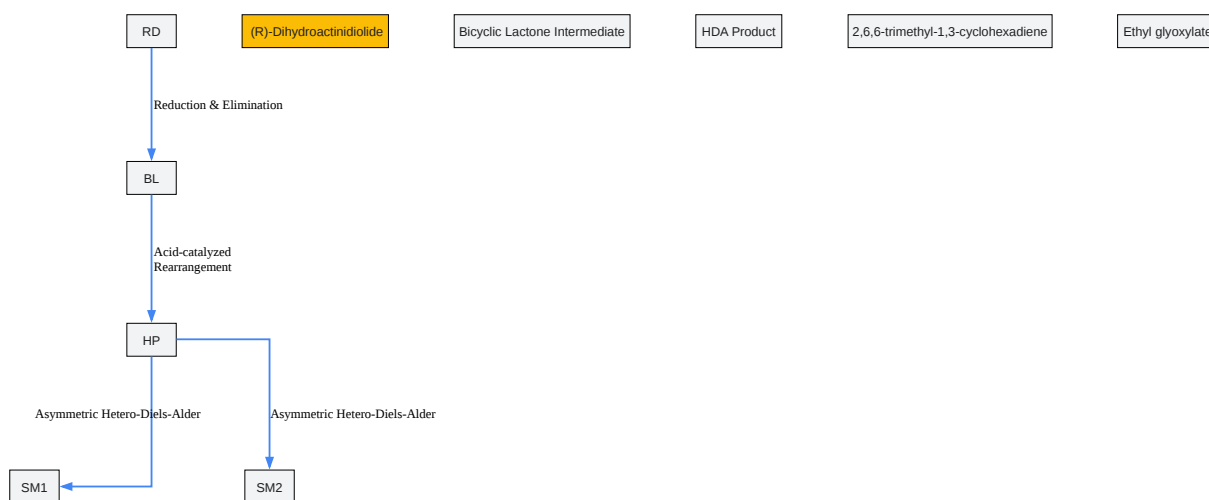 RD
(R)-Dihydroactinidiolide
Bicyclic Lactone Intermediate
HDA Product
2,6,6-trimethyl-1,3-cyclohexadiene
Ethyl glyoxylate
Reduction & Elimination
BL
Acid-catalyzed
Rearrangement
HP
Asymmetric Hetero-Diels-Alder
Asymmetric Hetero-Diels-Alder
SM1
SM2